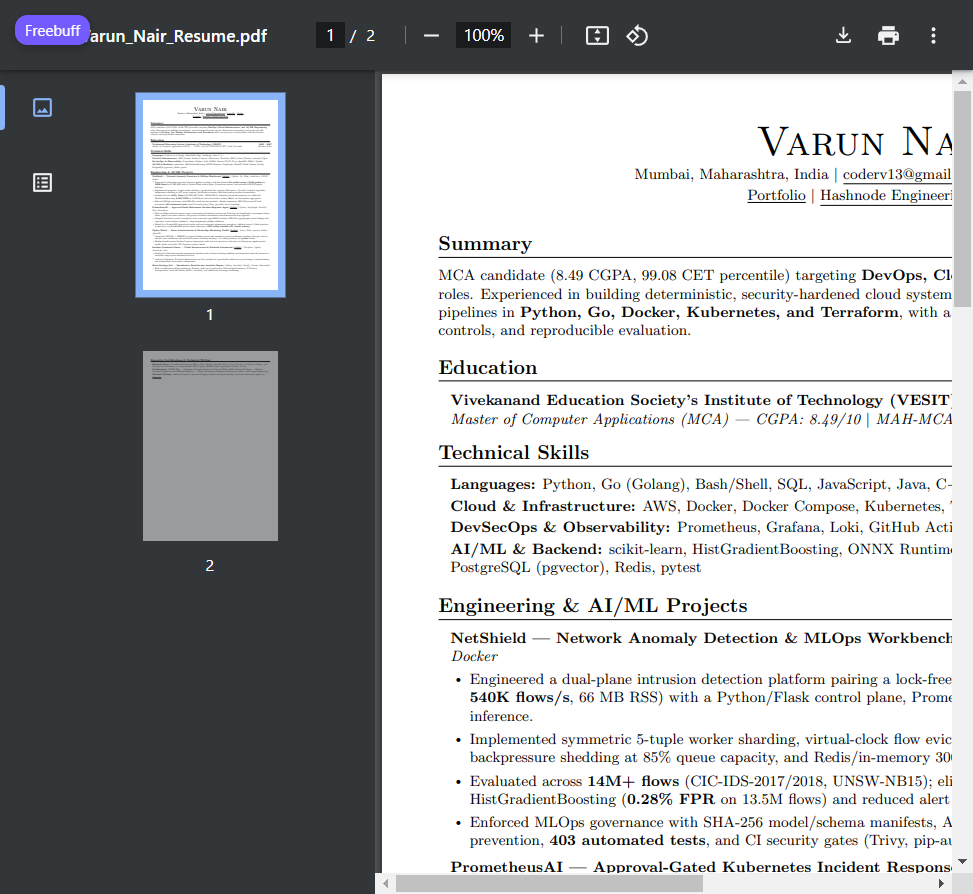 Freebuff
arun_Nair_Resume.pdf
1 / 2
100%
1
2
VARUN NA
Mumbai, Maharashtra, India | coderv13@gmail
Portfolio | Hashnode Engineeri
Summary
MCA candidate (8.49 CGPA, 99.08 CET percentile) targeting DevOps, Cl
roles. Experienced in building deterministic, security-hardened cloud system
pipelines in Python, Go, Docker, Kubernetes, and Terraform, with a
controls, and reproducible evaluation.
Education
Vivekanand Education Society's Institute of Technology (VESIT
Master of Computer Applications (MCA) — CGPA: 8.49/10 | MAH-MCA
Technical Skills
Languages: Python, Go (Golang), Bash/Shell, SQL, JavaScript, Java, C-
Cloud & Infrastructure: AWS, Docker, Docker Compose, Kubernetes,
DevSecOps & Observability: Prometheus, Grafana, Loki, GitHub Acti
AI/ML & Backend: scikit-learn, HistGradientBoosting, ONNX Runtime
PostgreSQL (pgvector), Redis, pytest
Engineering & AI/ML Projects
NetShield — Network Anomaly Detection & MLOps Workbench
Docker
• Engineered a dual-plane intrusion detection platform pairing a lock-free
540K flows/s, 66 MB RSS) with a Python/Flask control plane, Prome
inference.
• Implemented symmetric 5-tuple worker sharding, virtual-clock flow evic
backpressure shedding at 85% queue capacity, and Redis/in-memory 300
• Evaluated across 14M+ flows (CIC-IDS-2017/2018, UNSW-NB15); eli
HistGradientBoosting (0.28% FPR on 13.5M flows) and reduced alert
• Enforced MLOps governance with SHA-256 model/schema manifests, A
prevention, 403 automated tests, and CI security gates (Trivy, pip-au
PrometheusAI — Approval-Gated Kubernetes Incident Respons